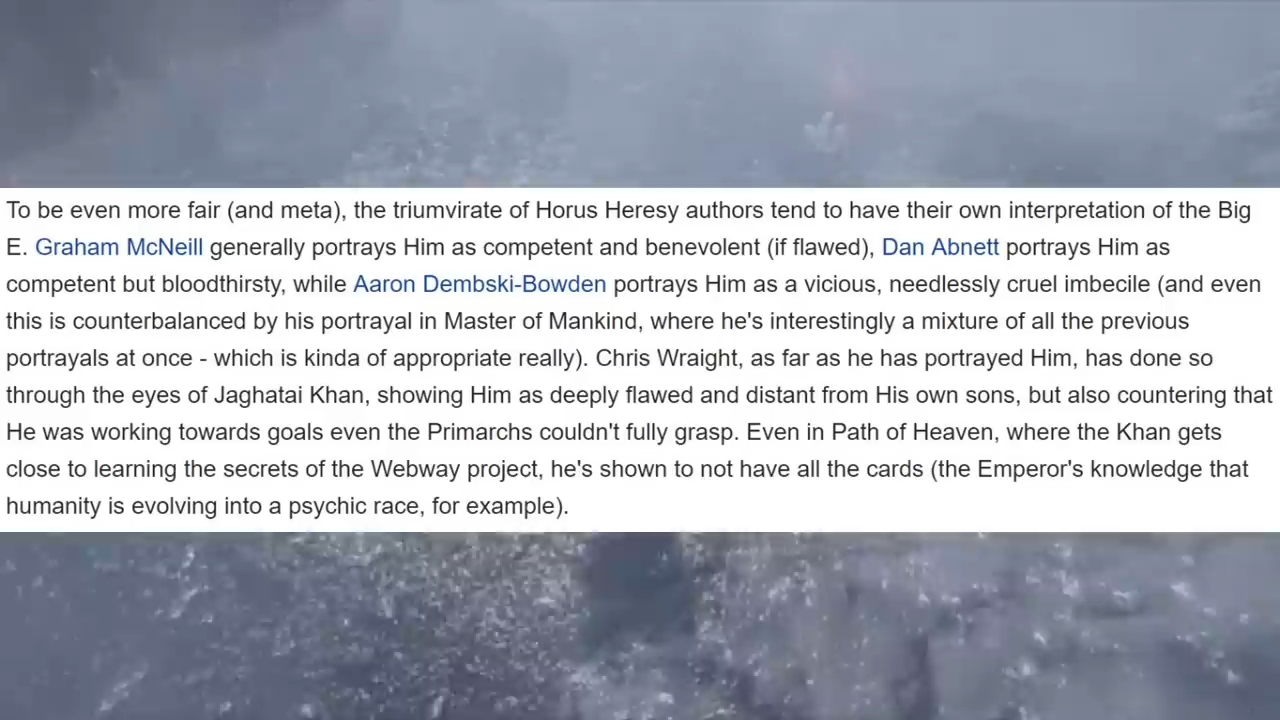 To be even more fair (and meta), the triumvirate of Horus Heresy authors tend to have their own interpretation of the Big
E. Graham McNeill generally portrays Him as competent and benevolent (if flawed), Dan Abnett portrays Him as
competent but bloodthirsty, while Aaron Dembski-Bowden portrays Him as a vicious, needlessly cruel imbecile (and even
this is counterbalanced by his portrayal in Master of Mankind, where he's interestingly a mixture of all the previous
portrayals at once - which is kinda of appropriate really). Chris Wraight, as far as he has portrayed Him, has done so
through the eyes of Jaghatai Khan, showing Him as deeply flawed and distant from His own sons, but also countering that
He was working towards goals even the Primarchs couldn't fully grasp. Even in Path of Heaven, where the Khan gets
close to learning the secrets of the Webway project, he's shown to not have all the cards (the Emperor's knowledge that
humanity is evolving into a psychic race, for example).